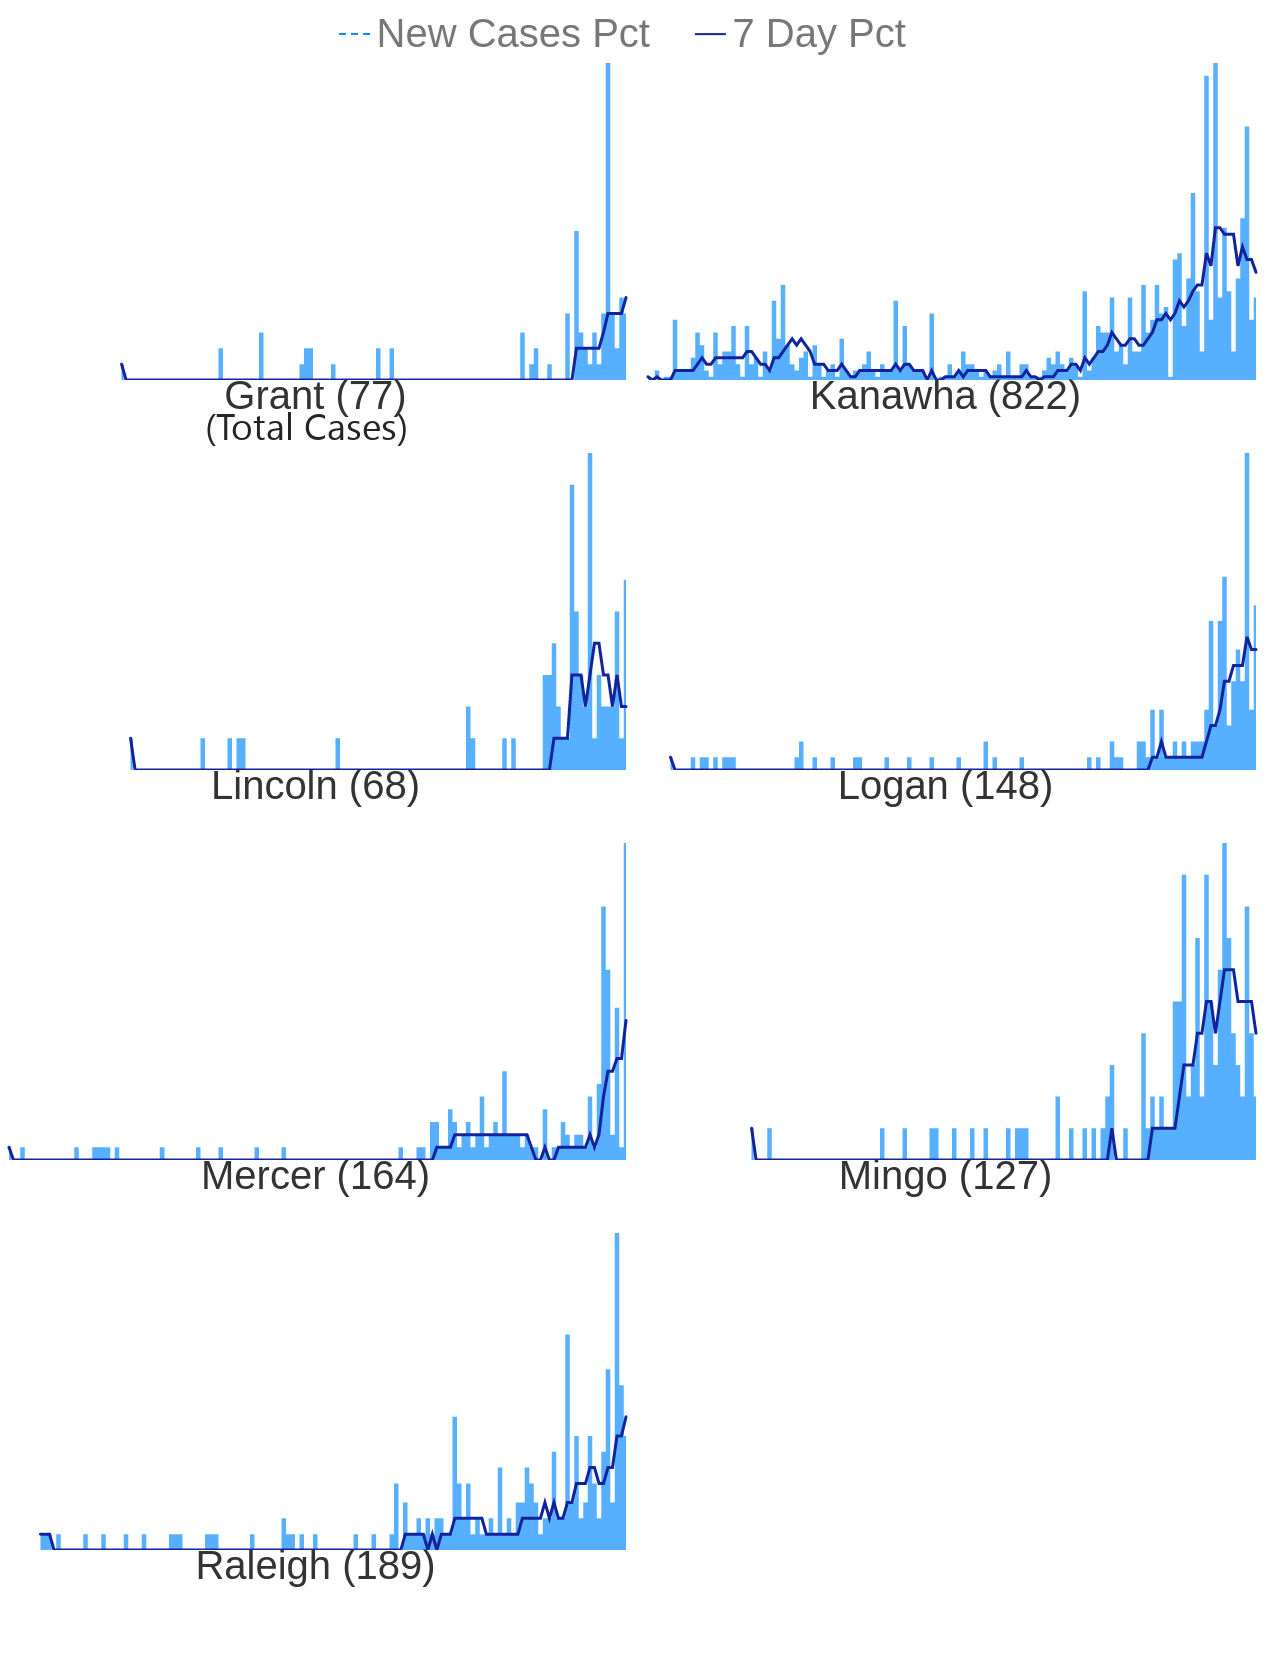 New Cases Pct 7 Day Pct
Grant (77) Kanawha (822)
(Total Cases)
Lincoln (68) Logan (148)
Mercer (164) Mingo (127)
Raleigh (189)